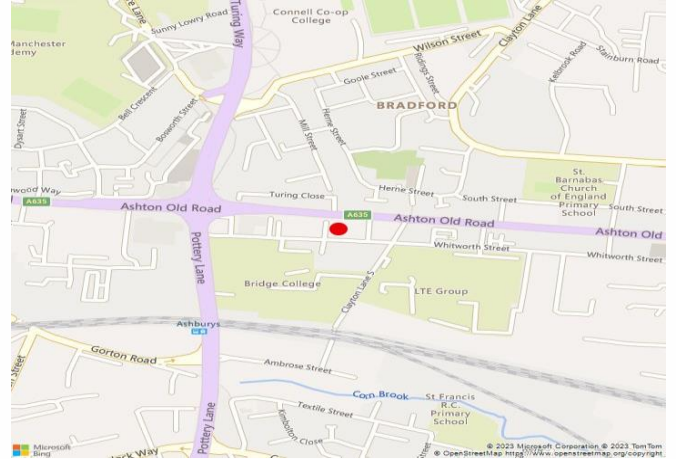 Sunny Lowry Road
Turing Way
Connell Co-op
College
Clayton Lane
Wilson Street
Stainburn Road
Kelbrook Road
Ridings Street
Goole Street
BRADFORD
Bell Crescent
Bosworth Street
Dysart Street
Mill Street
Herne Street
St.
Barnabas
Church
of England
Primary
School
Herne Street
South Street
South Street
Turing Close
A635
Ashton Old Road
A635
Ashton Old Road
Ashton Old
Whitworth Street
Whitworth Street
Pottery Lane
Bridge College
Clayton Lane S
LTE Group
Ashburys
Gorton Road
Ambrose Street
Corn Brook
St Francis
R.C.
Primary
School
Textile Street
Kimbolton Close
Pottery Lane
Microsoft
Bing
© 2023 Microsoft Corporation © 2023 TomTom
© OpenStreetMap https://www.openstreetmap.org/copyright